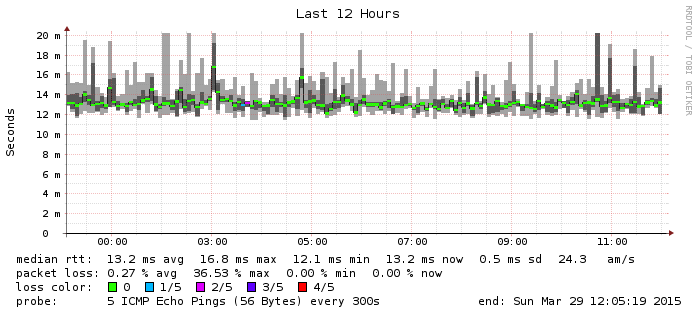 Last 12 Hours
RRDTOOL / TOBI OETIKER
Seconds
20 m
18 m
16 m
14 m
12 m
10 m
8 m
6 m
4 m
2 m
0
00:00 03:00 05:00 07:00 09:00 11:00
median rtt: 13.2 ms avg 16.8 ms max 12.1 ms min 13.2 ms now 0.5 ms sd 24.3 am/s
packet loss: 0.27 % avg 36.53 % max 0.00 % min 0.00 % now
loss color: 0 1/5 2/5 3/5 4/5
probe: 5 ICMP Echo Pings (56 Bytes) every 300s end: Sun Mar 29 12:05:19 2015